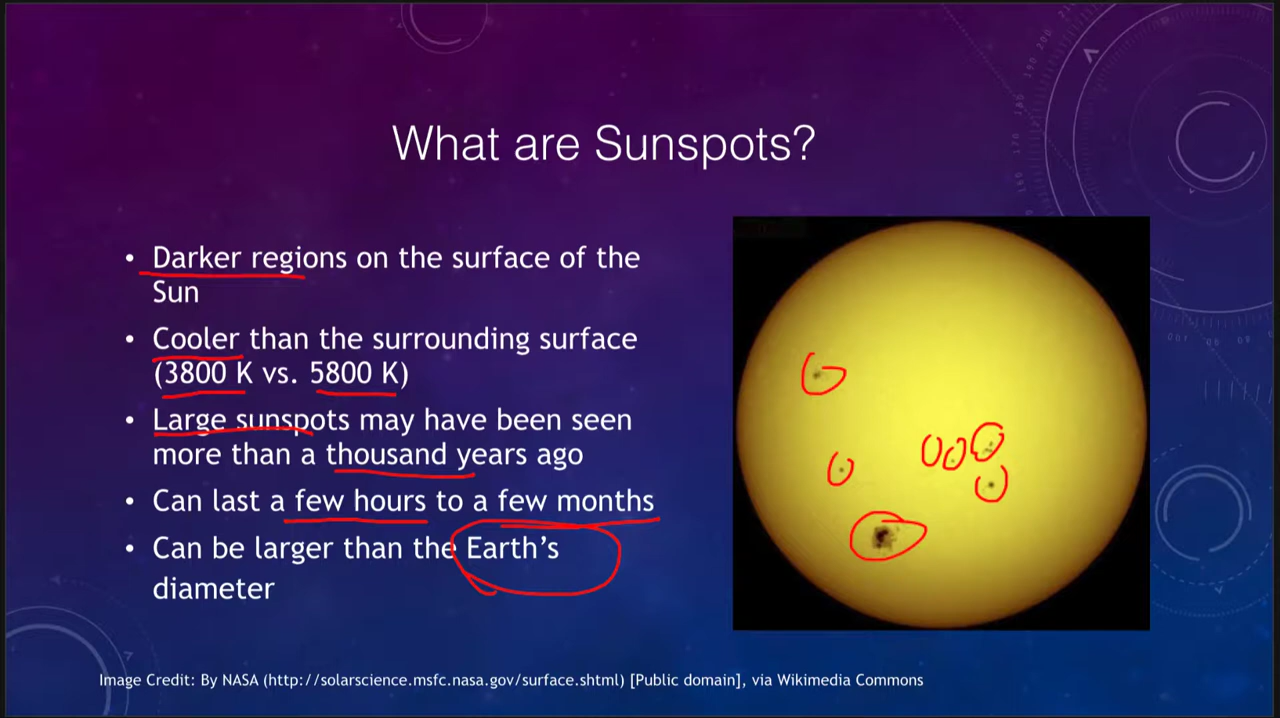 What are Sunspots?
• Darker regions on the surface of the
Sun
• Cooler than the surrounding surface
(3800 K vs. 5800 K)
• Large sunspots may have been seen
more than a thousand years ago
• Can last a few hours to a few months
• Can be larger than the Earth's
diameter
Image Credit: By NASA (http://solarscience.msfc.nasa.gov/surface.shtml) [Public domain], via Wikimedia Commons